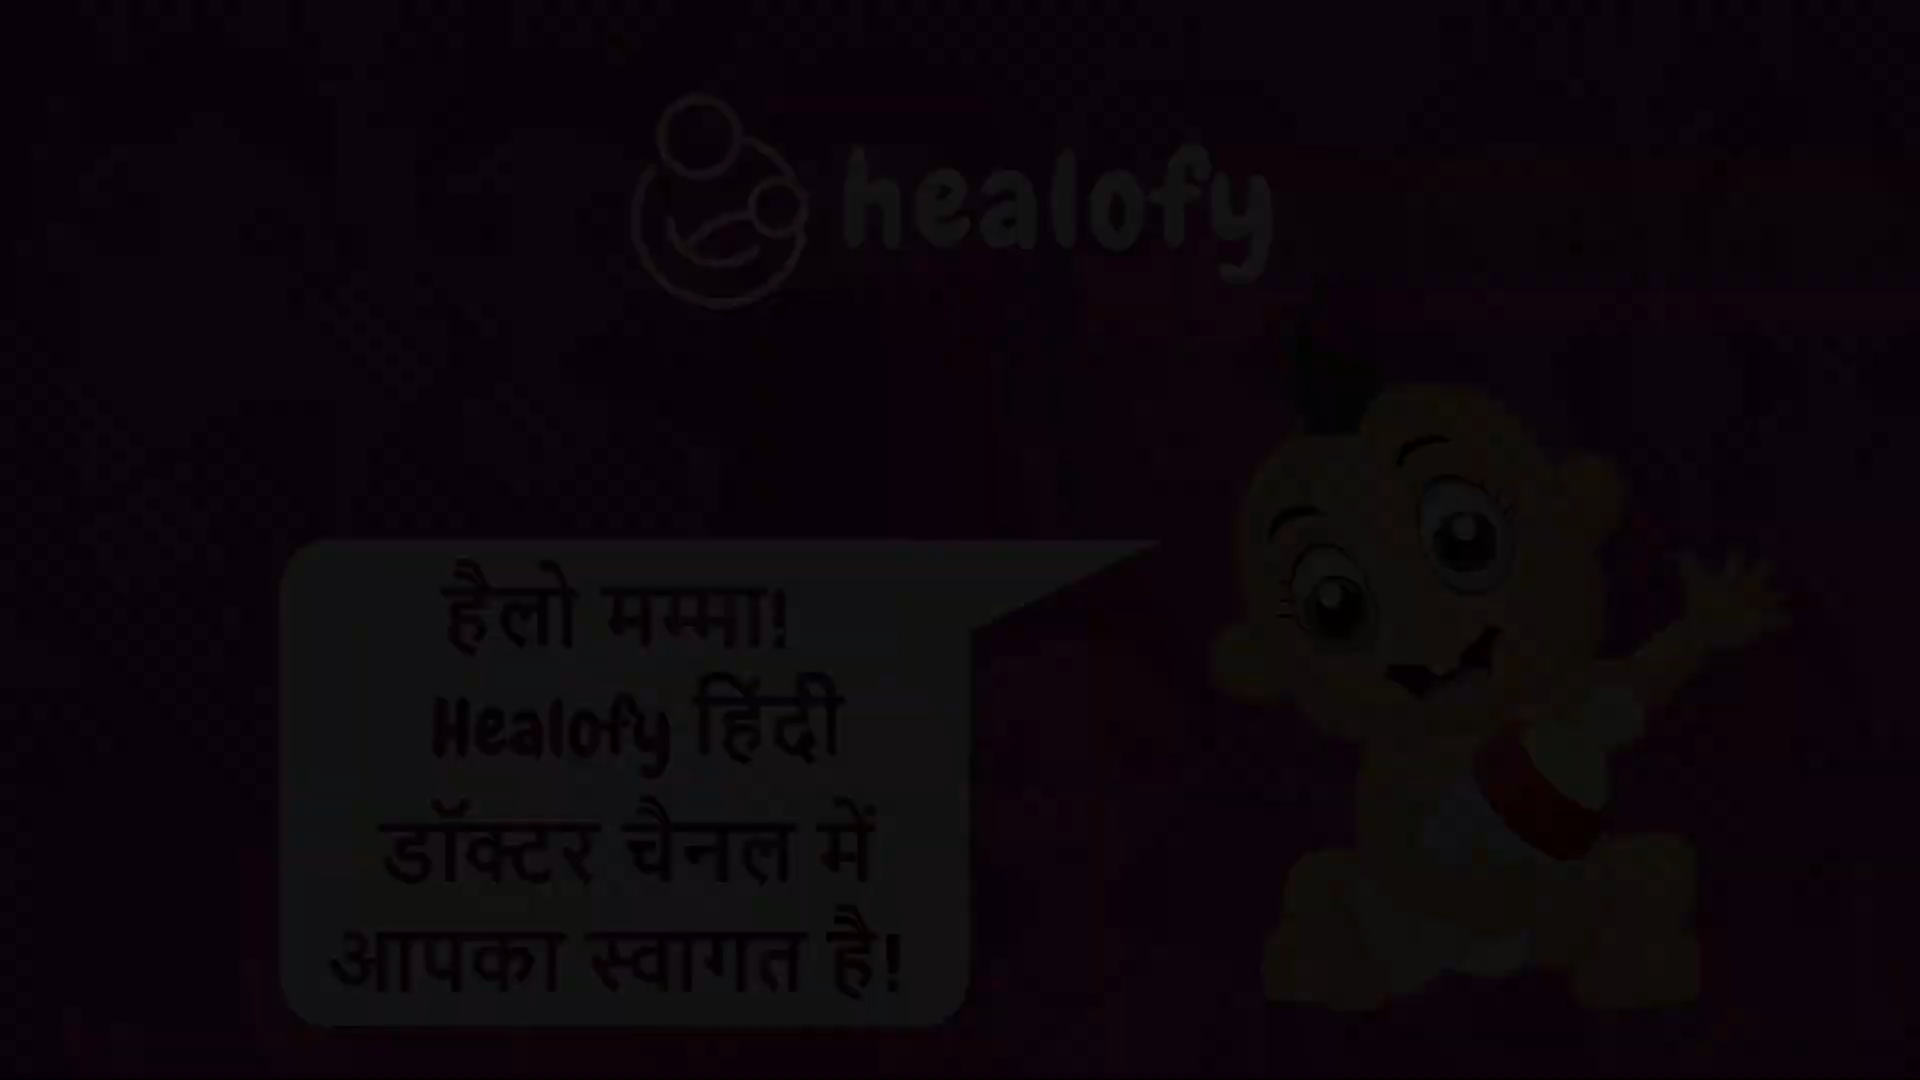 healofy
हैलो मम्मा!
Healofy हिंदी
डॉक्टर चैनल में
आपका स्वागत है!